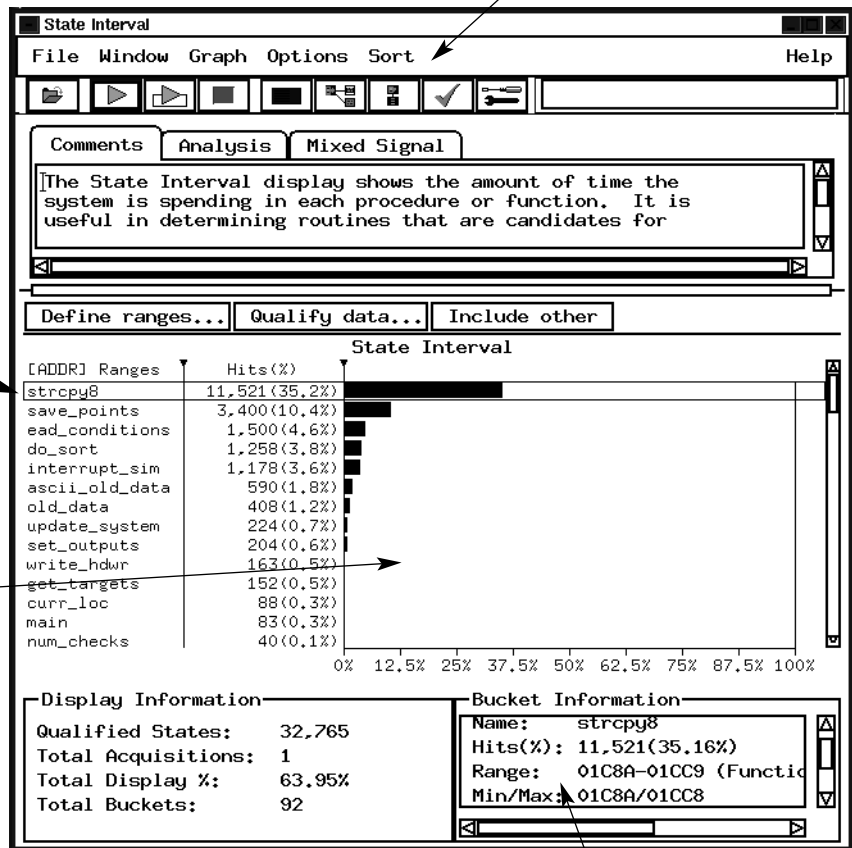 State Interval
File Window Graph Options Sort Help
Comments Analysis Mixed Signal
The State Interval display shows the amount of time the
system is spending in each procedure or function. It is
useful in determining routines that are candidates for
Define ranges... Qualify data... Include other
State Interval
[ADDR] Ranges Hits(%)
strcpy8 11,521(35.2%)
save_points 3,400(10.4%)
ead_conditions 1,500(4.6%)
do_sort 1,258(3.8%)
interrupt_sim 1,178(3.6%)
ascii_old_data 590(1.8%)
old_data 408(1.2%)
update_system 224(0.7%)
set_outputs 204(0.6%)
write_hdwr 163(0.5%)
get_targets 152(0.5%)
curr_loc 88(0.3%)
main 83(0.3%)
num_checks 40(0.1%)
0% 12.5% 25% 37.5% 50% 62.5% 75% 87.5% 100%
Display Information
Qualified States: 32,765
Total Acquisitions: 1
Total Display %: 63.95%
Total Buckets: 92
Bucket Information
Name: strcpy8
Hits(%): 11,521(35.16%)
Range: 01C8A-01CC9 (Functio
Min/Max: 01C8A/01CC8